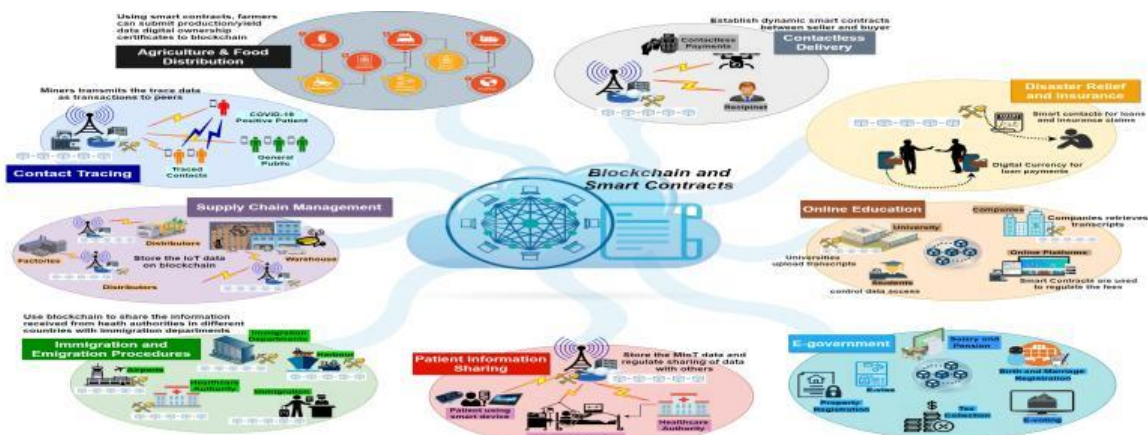 Using smart contracts, farmers
can submit production/yield
data digital ownership
certificates to blockchain
Agriculture & Food
Distribution
Establish dynamic smart contracts
between seller and buyer
Contactless
Delivery
Contactless
Payments
Recipinet
Miners transmits the trace data
as transactions to peers
COVID-19
Positive Patient
General
Public
Traced
Contacts
Contact Tracing
Disaster Relief
and Insurance
Smart contacts for loans
and insurance claims
Digital Currency for
loan payments
Blockchain and
Smart Contracts
Supply Chain Management
Distributors
Factories
Store the IoT data
on blockchain
Warehouse
Distributors
Online Education
University
Universities
upload transcripts
Students
control data access
Companies
Companies retrieves
transcripts
Online Platforms
Smart Contracts are used
to regulate the fees
Use blockchain to share the information
received from heath authorities in different
countries with immigration departments
Immigration and
Emigration Procedures
Immigration
Departments
Harbour
Airports
Healthcare
Authority
Immigration
Patient Information
Sharing
Store the MIoT data and
regulate sharing of data
with others
Patient using
smart device
Healthcare
Authority
E-government
Salary and
Pension
Birth and Marriage
Registration
E-visa
Property
Registration
Tax
Collection
E-voting